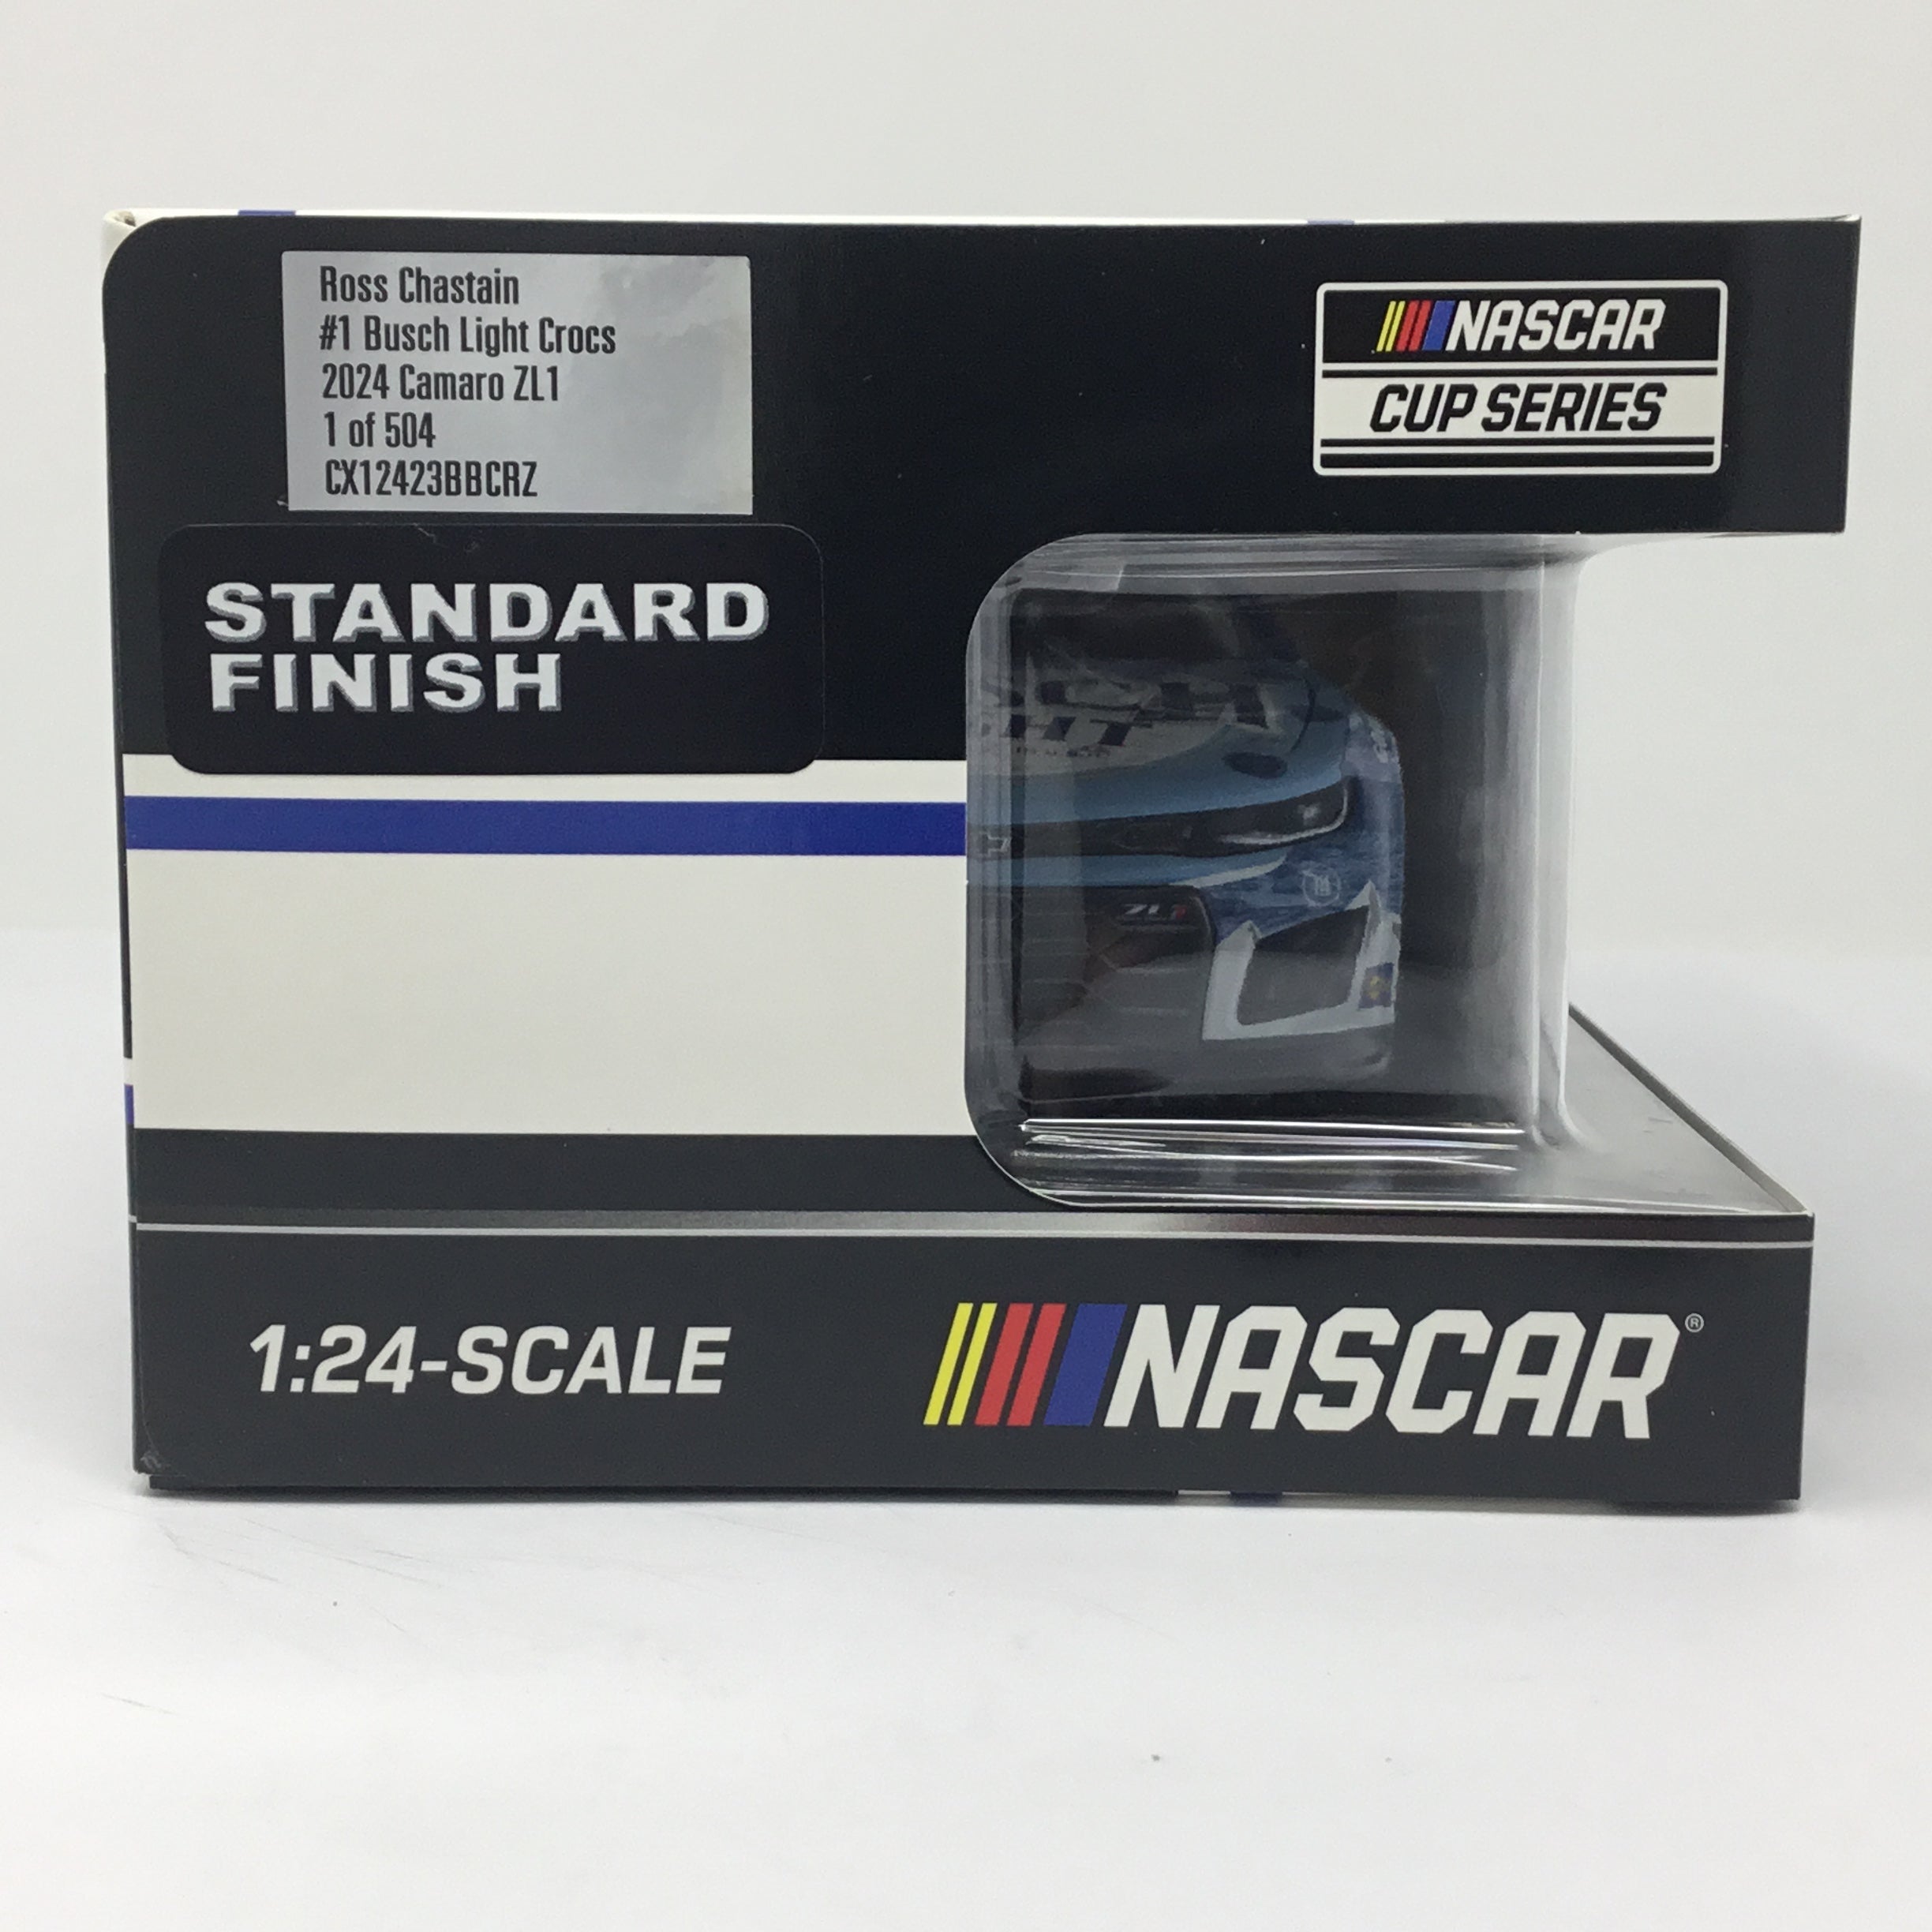 Ross Chastain
#1 Busch Light Crocs
2024 Camaro ZL1
1 of 504
CX12423BBCRZ
NASCAR
CUP SERIES
STANDARD
FINISH
ZL1
1:24-SCALE
NASCAR®